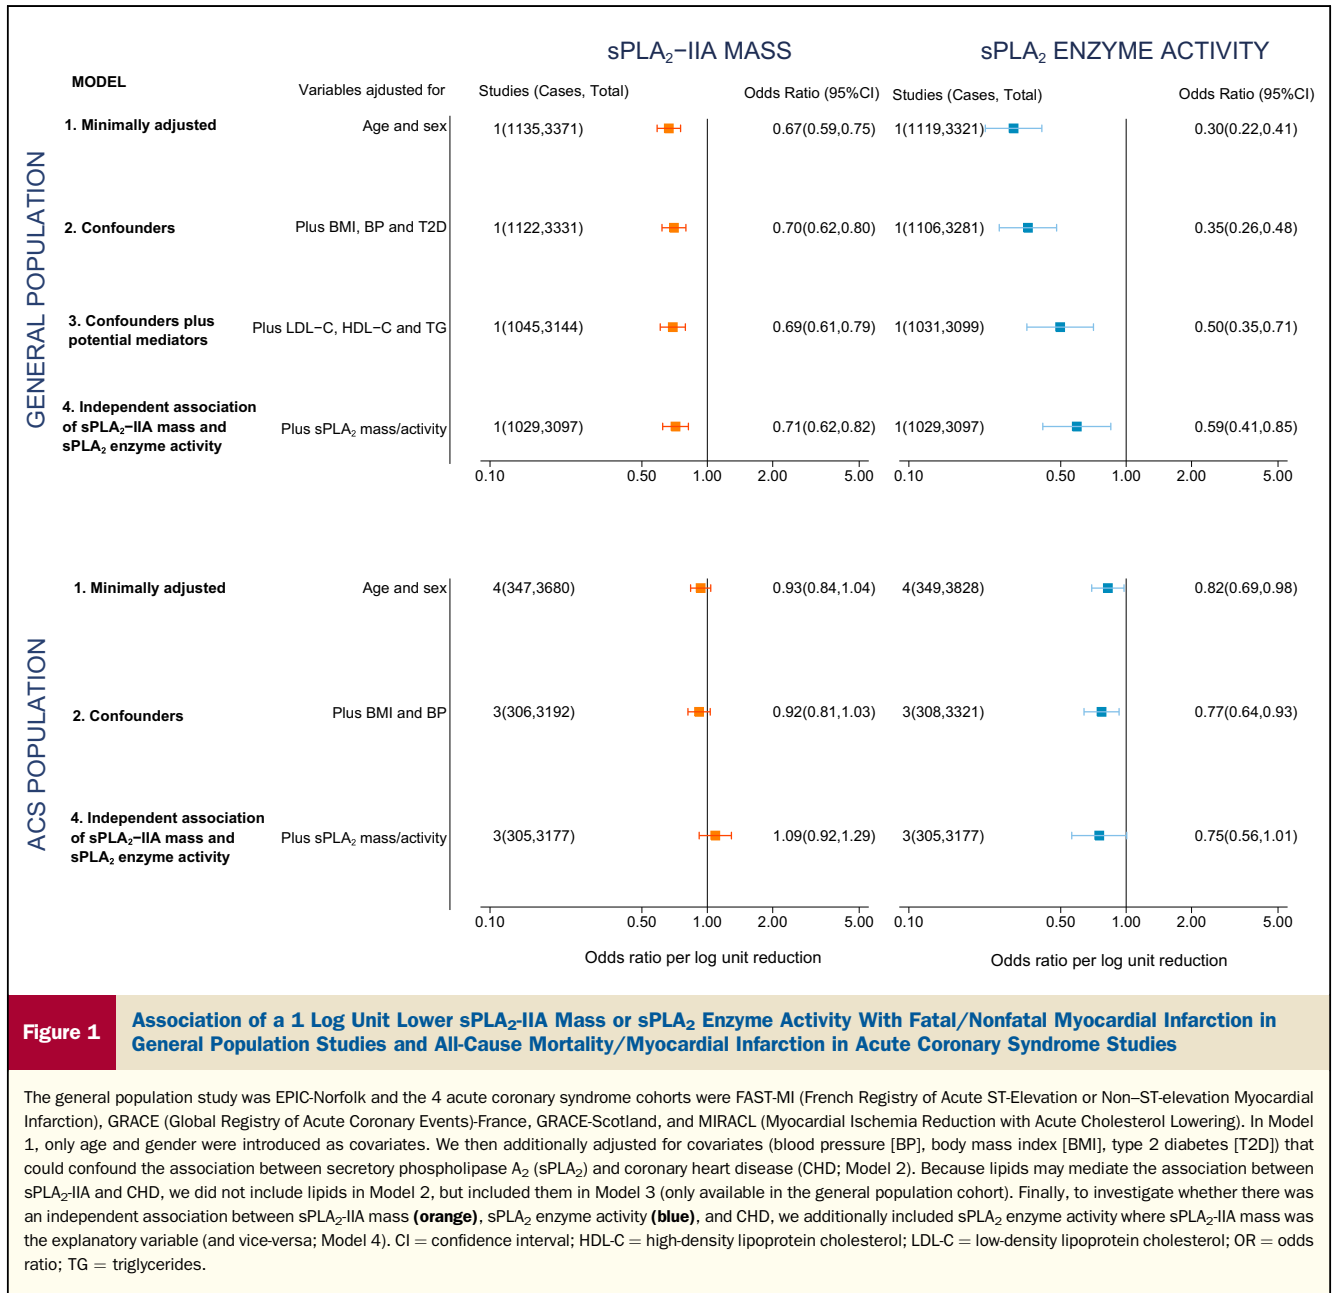 sPLA₂−IIA MASS
sPLA₂ ENZYME ACTIVITY
MODEL
Variables ajdusted for
Studies (Cases, Total)
Odds Ratio (95%CI)
Studies (Cases, Total)
Odds Ratio (95%CI)
GENERAL POPULATION
1. Minimally adjusted
Age and sex
1(1135,3371)
0.67(0.59,0.75)
1(1119,3321)
0.30(0.22,0.41)
2. Confounders
Plus BMI, BP and T2D
1(1122,3331)
0.70(0.62,0.80)
1(1106,3281)
0.35(0.26,0.48)
3. Confounders plus
potential mediators
Plus LDL−C, HDL−C and TG
1(1045,3144)
0.69(0.61,0.79)
1(1031,3099)
0.50(0.35,0.71)
4. Independent association
of sPLA₂−IIA mass and
sPLA₂ enzyme activity
Plus sPLA₂ mass/activity
1(1029,3097)
0.71(0.62,0.82)
1(1029,3097)
0.59(0.41,0.85)
0.10 0.50 1.00 2.00 5.00
0.10 0.50 1.00 2.00 5.00
ACS POPULATION
1. Minimally adjusted
Age and sex
4(347,3680)
0.93(0.84,1.04)
4(349,3828)
0.82(0.69,0.98)
2. Confounders
Plus BMI and BP
3(306,3192)
0.92(0.81,1.03)
3(308,3321)
0.77(0.64,0.93)
4. Independent association
of sPLA₂−IIA mass and
sPLA₂ enzyme activity
Plus sPLA₂ mass/activity
3(305,3177)
1.09(0.92,1.29)
3(305,3177)
0.75(0.56,1.01)
0.10 0.50 1.00 2.00 5.00
0.10 0.50 1.00 2.00 5.00
Odds ratio per log unit reduction
Odds ratio per log unit reduction
Figure 1
Association of a 1 Log Unit Lower sPLA₂-IIA Mass or sPLA₂ Enzyme Activity With Fatal/Nonfatal Myocardial Infarction in
General Population Studies and All-Cause Mortality/Myocardial Infarction in Acute Coronary Syndrome Studies
The general population study was EPIC-Norfolk and the 4 acute coronary syndrome cohorts were FAST-MI (French Registry of Acute ST-Elevation or Non–ST-elevation Myocardial
Infarction), GRACE (Global Registry of Acute Coronary Events)-France, GRACE-Scotland, and MIRACL (Myocardial Ischemia Reduction with Acute Cholesterol Lowering). In Model
1, only age and gender were introduced as covariates. We then additionally adjusted for covariates (blood pressure [BP], body mass index [BMI], type 2 diabetes [T2D]) that
could confound the association between secretory phospholipase A₂ (sPLA₂) and coronary heart disease (CHD; Model 2). Because lipids may mediate the association between
sPLA₂-IIA and CHD, we did not include lipids in Model 2, but included them in Model 3 (only available in the general population cohort). Finally, to investigate whether there was
an independent association between sPLA₂-IIA mass (orange), sPLA₂ enzyme activity (blue), and CHD, we additionally included sPLA₂ enzyme activity where sPLA₂-IIA mass was
the explanatory variable (and vice-versa; Model 4). CI = confidence interval; HDL-C = high-density lipoprotein cholesterol; LDL-C = low-density lipoprotein cholesterol; OR = odds
ratio; TG = triglycerides.